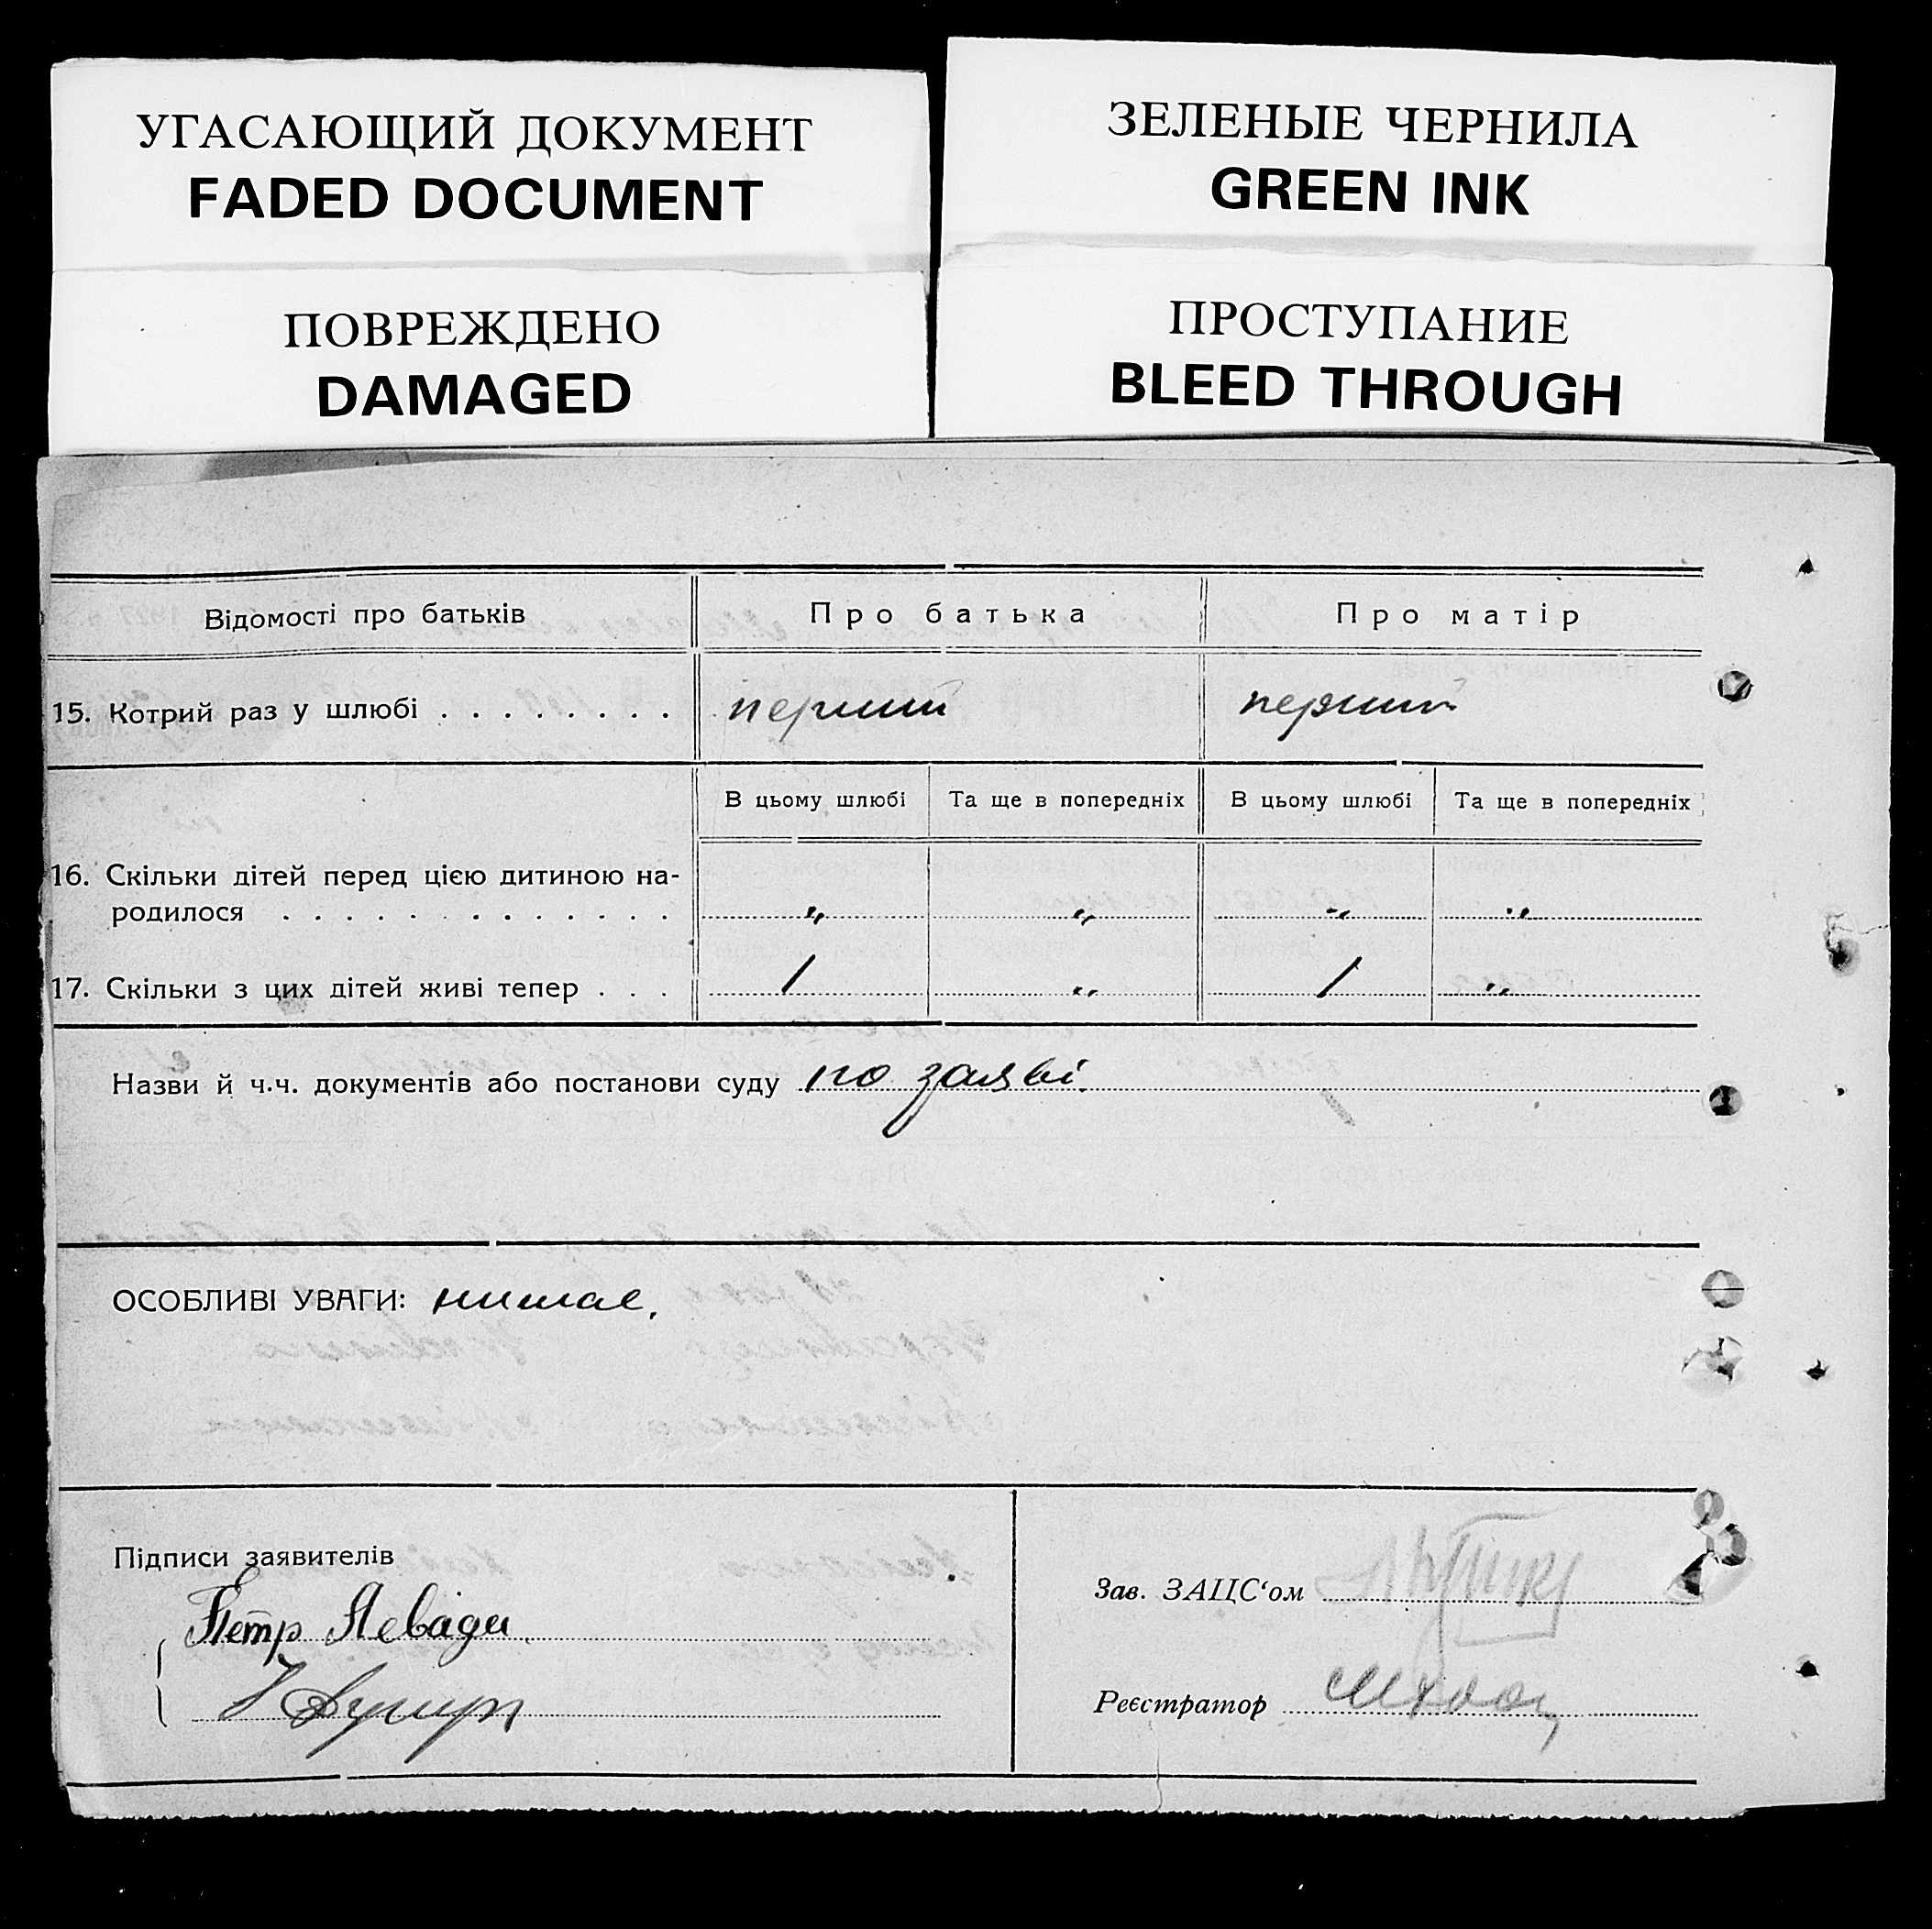 УГАСАЮЩИЙ ДОКУМЕНТ
FADED DOCUMENT
ЗЕЛЕНЫЕ ЧЕРНИЛА
GREEN INK
ПОВРЕЖДЕНО
DAMAGED
ПРОСТУПАНИЕ
BLEED THROUGH
Відомості про батьків Про батька Про матір
15. Котрий раз у шлюбі . . . . . . . . перший перший
В цьому шлюбі Та ще в попередніх В цьому шлюбі Та ще в попередніх
16. Скільки дітей перед цією дитиною на-
родилося . . . . . . . . . . . . . „ „ „ „
17. Скільки з цих дітей живі тепер . . . 1 „ 1 „
Назви й ч.ч. документів або постанови суду по заяві.
ОСОБЛИВІ УВАГИ: нимае.
Підписи заявителів
Петр
Зав. ЗАЦС‘ом
Реєстратор